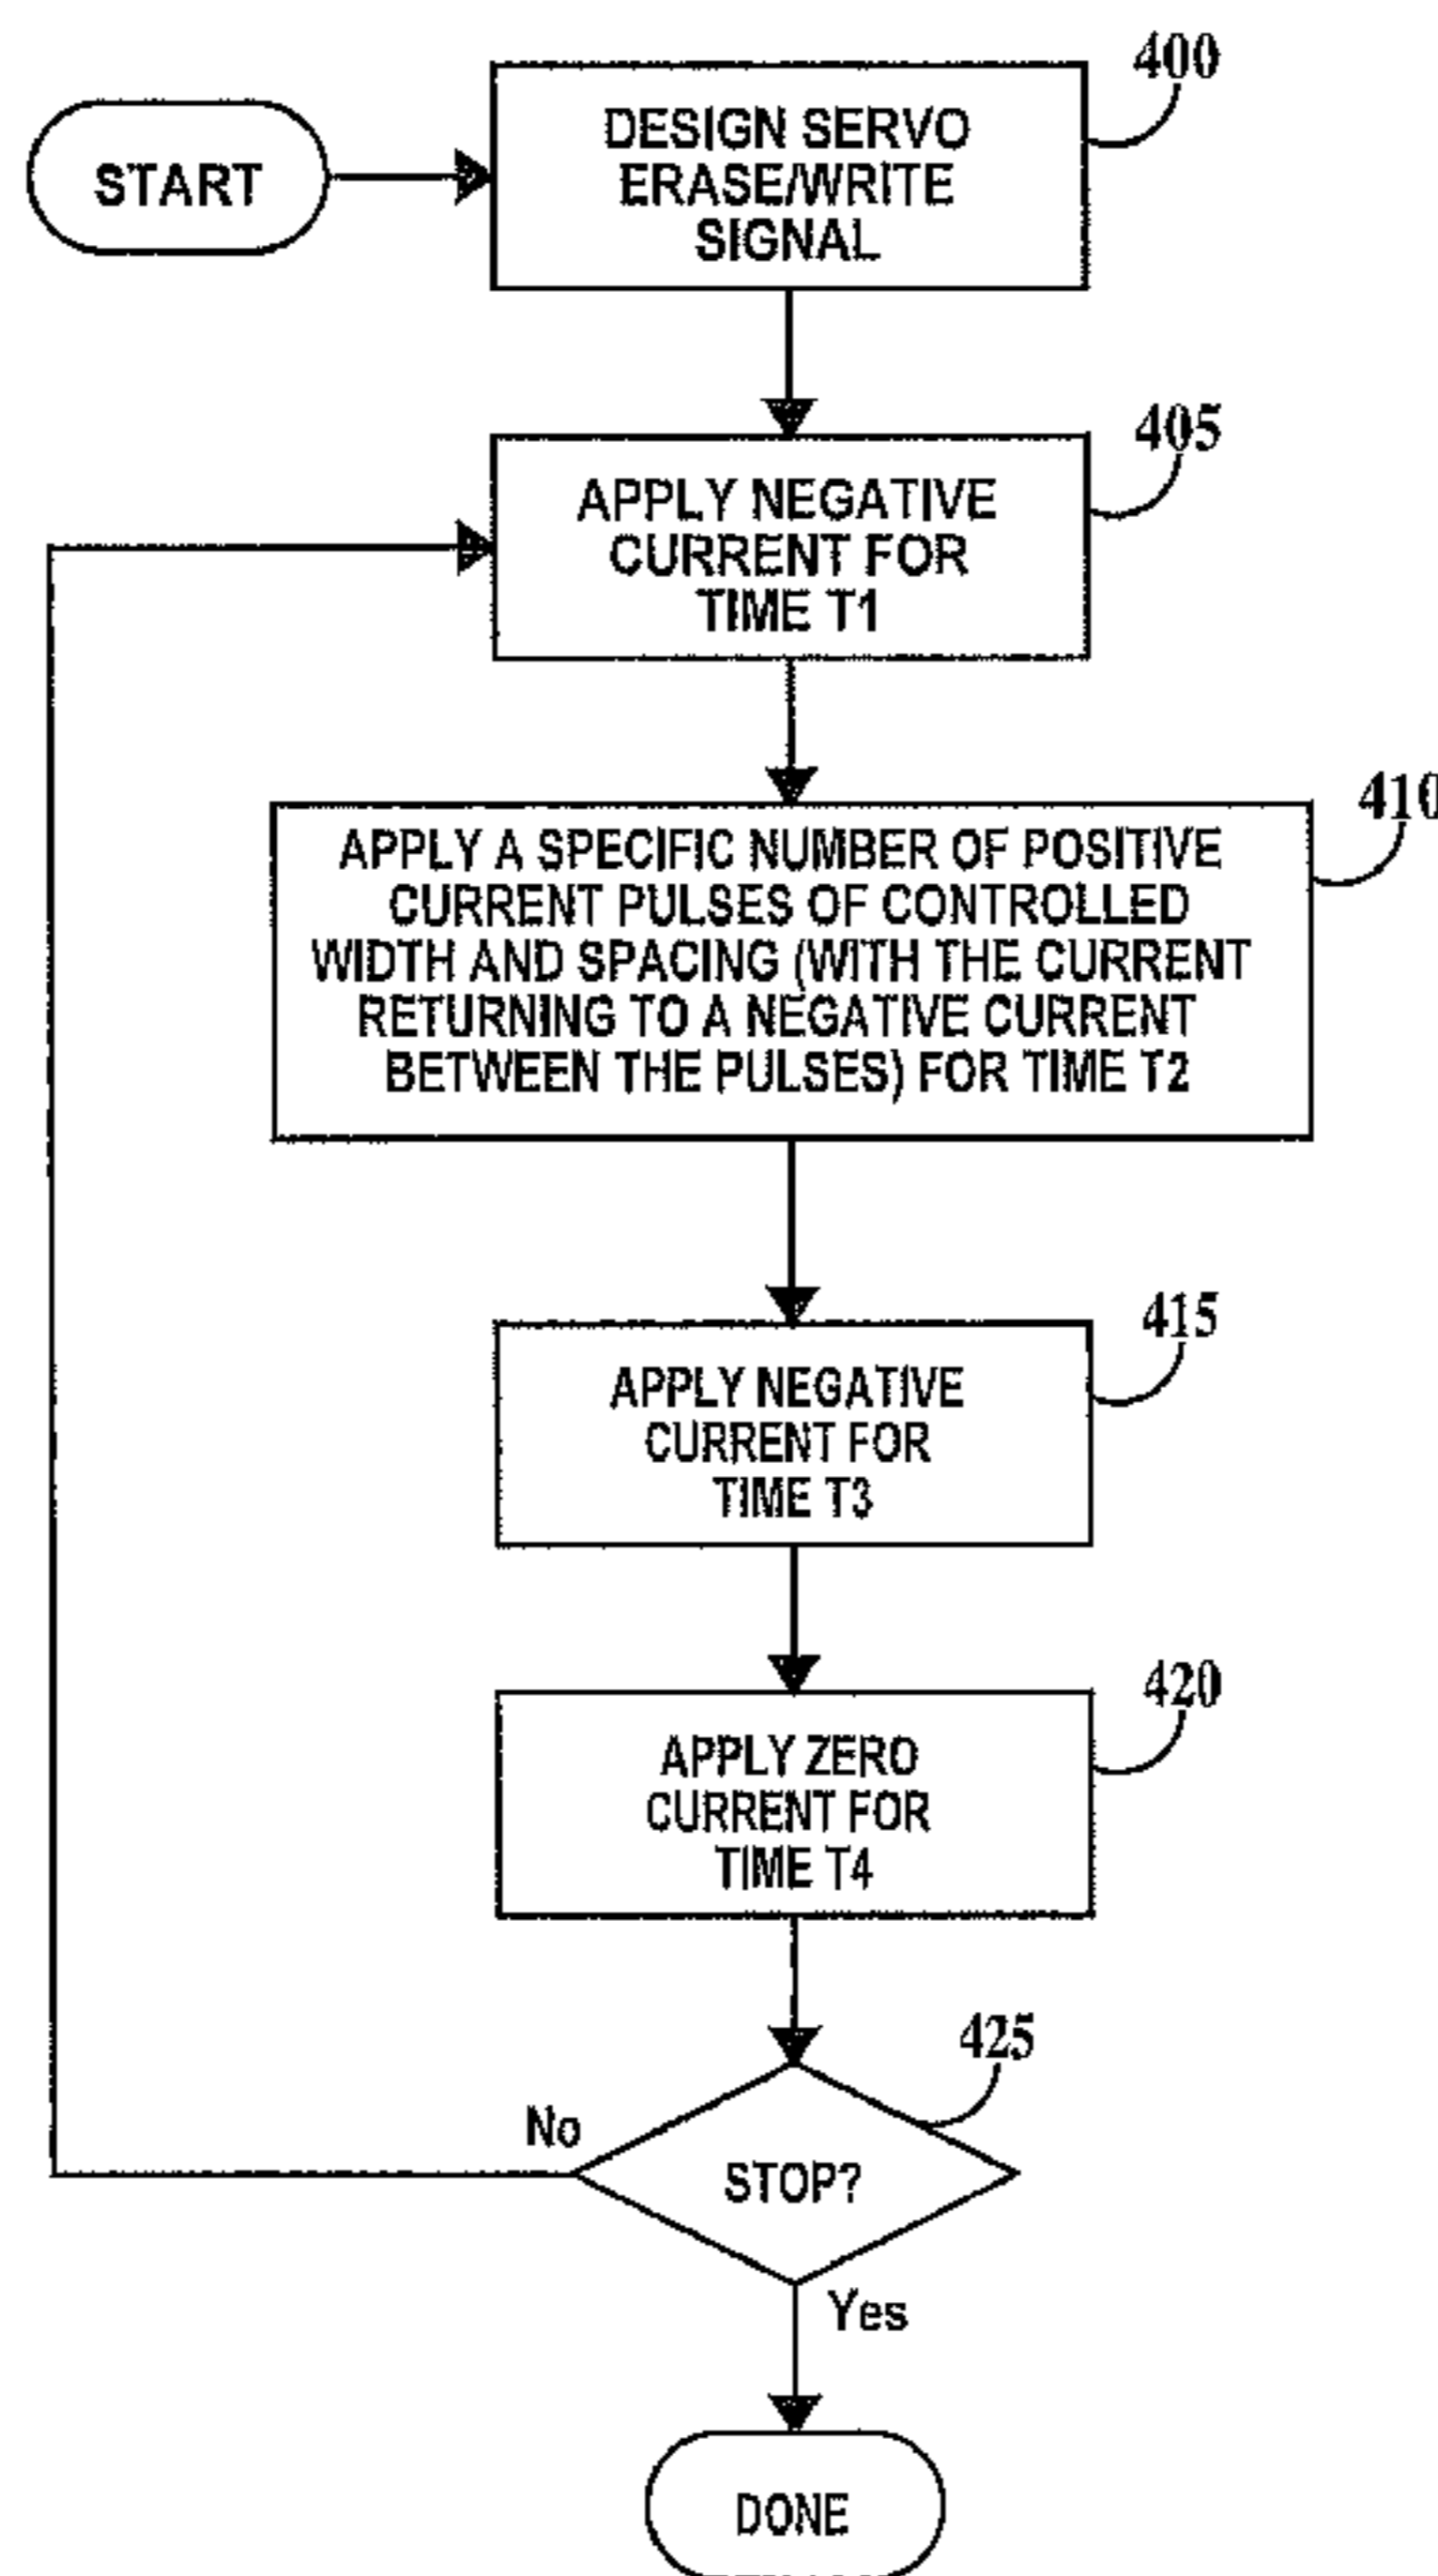 400
DESIGN SERVO
ERASE/WRITE
SIGNAL
START
405
APPLY NEGATIVE
CURRENT FOR
TIME T1
410
APPLY A SPECIFIC NUMBER OF POSITIVE
CURRENT PULSES OF CONTROLLED
WIDTH AND SPACING (WITH THE CURRENT
RETURNING TO A NEGATIVE CURRENT
BETWEEN THE PULSES) FOR TIME T2
415
APPLY NEGATIVE
CURRENT FOR
TIME T3
420
APPLY ZERO
CURRENT FOR
TIME T4
425
No
STOP?
Yes
DONE